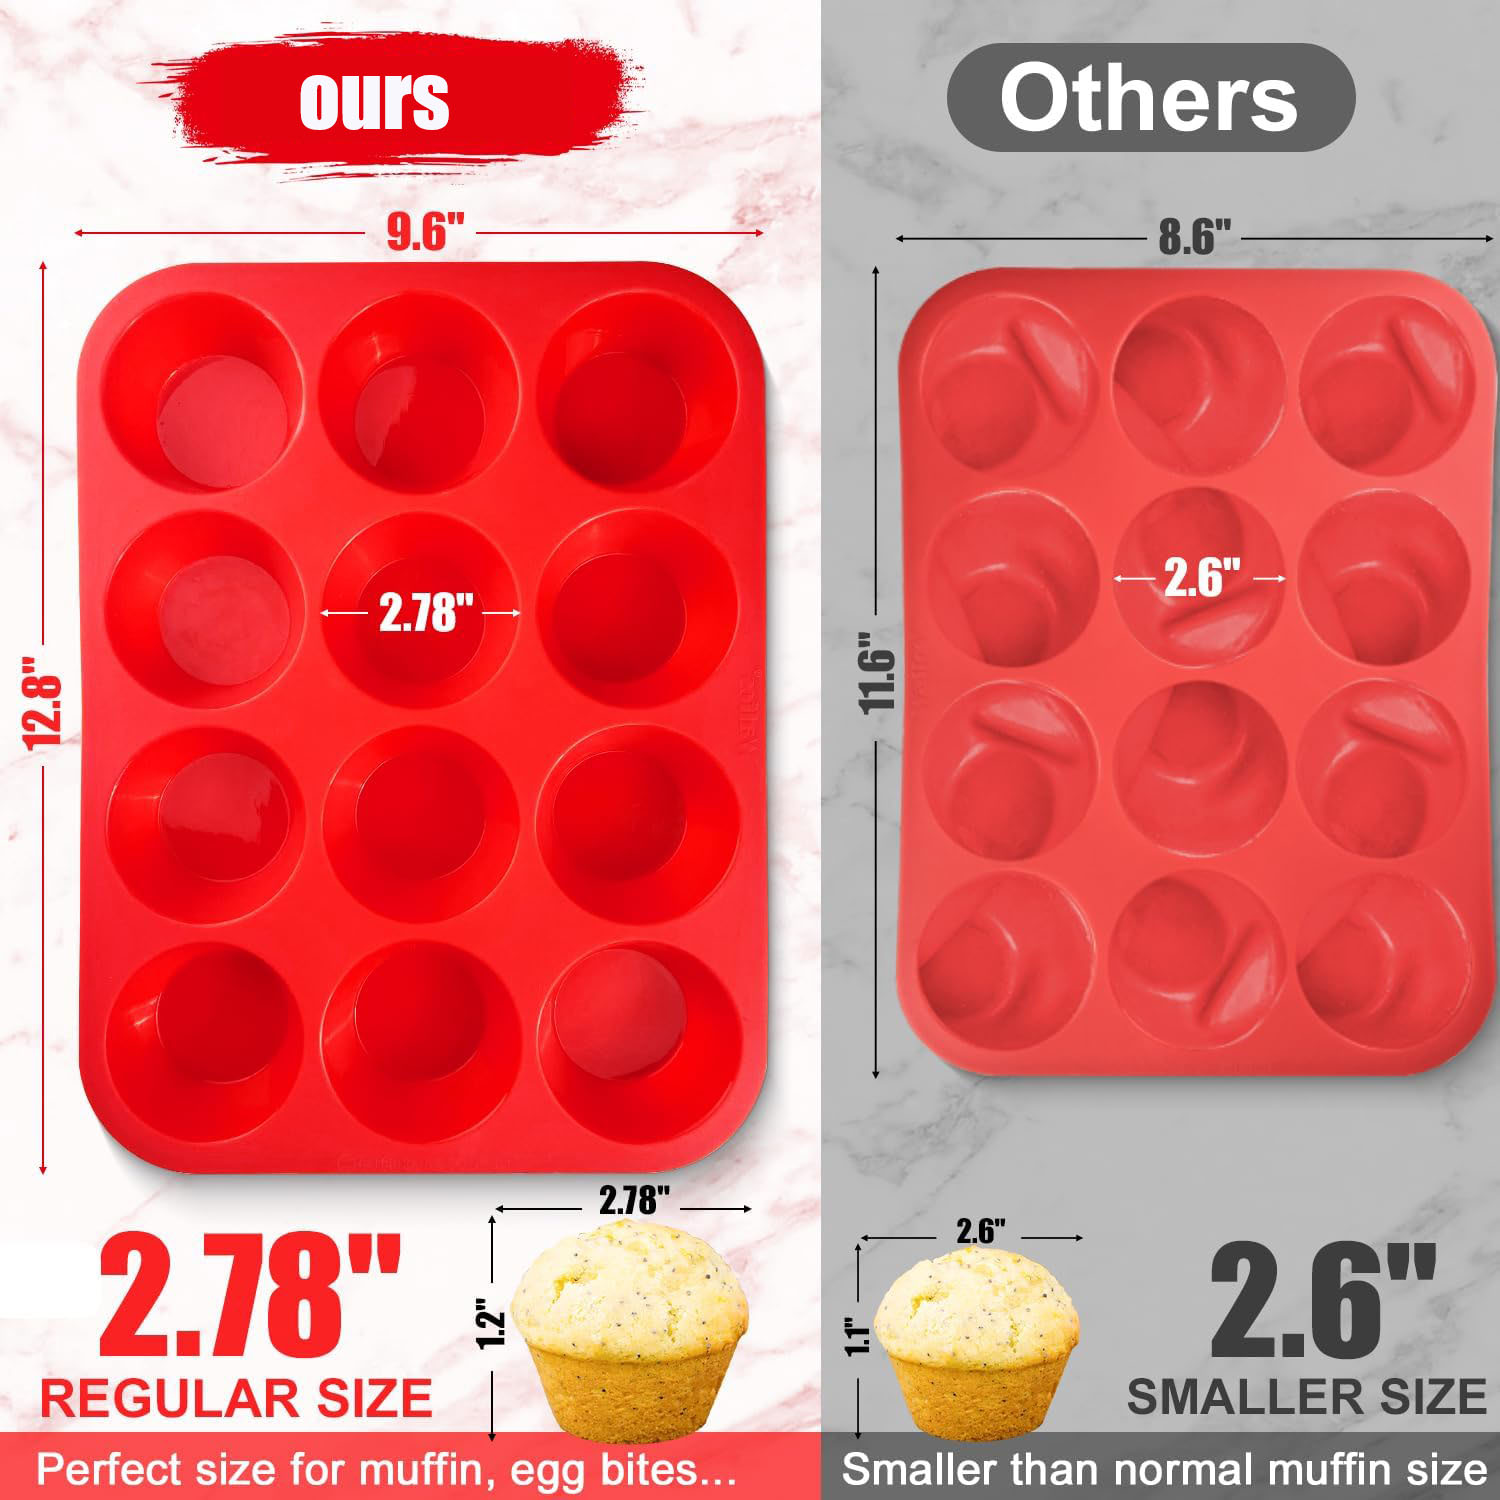 ours
Others
9.6"
8.6"
12.8"
11.6"
2.78"
2.6"
2.78"
1.2"
2.6"
1.1"
2.78"
REGULAR SIZE
2.6"
SMALLER SIZE
Perfect size for muffin, egg bites...
Smaller than normal muffin size